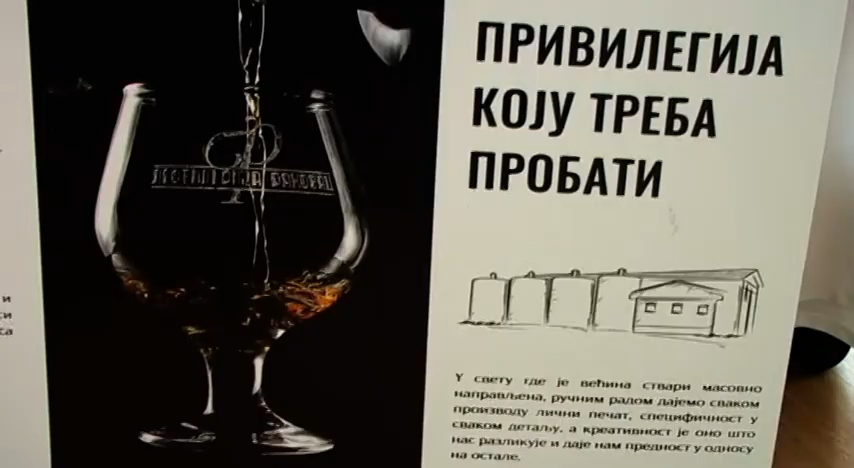 ПРИВИЛЕГИЈА
КОЈУ ТРЕБА
ПРОБАТИ
У свету где је већина ствари масовно
направљена, ручним радом дајемо сваком
производу лични печат, специфичност у
сваком детаљу, а креативност је оно што
нас разликује и даје нам предност у односу
на остале.
и